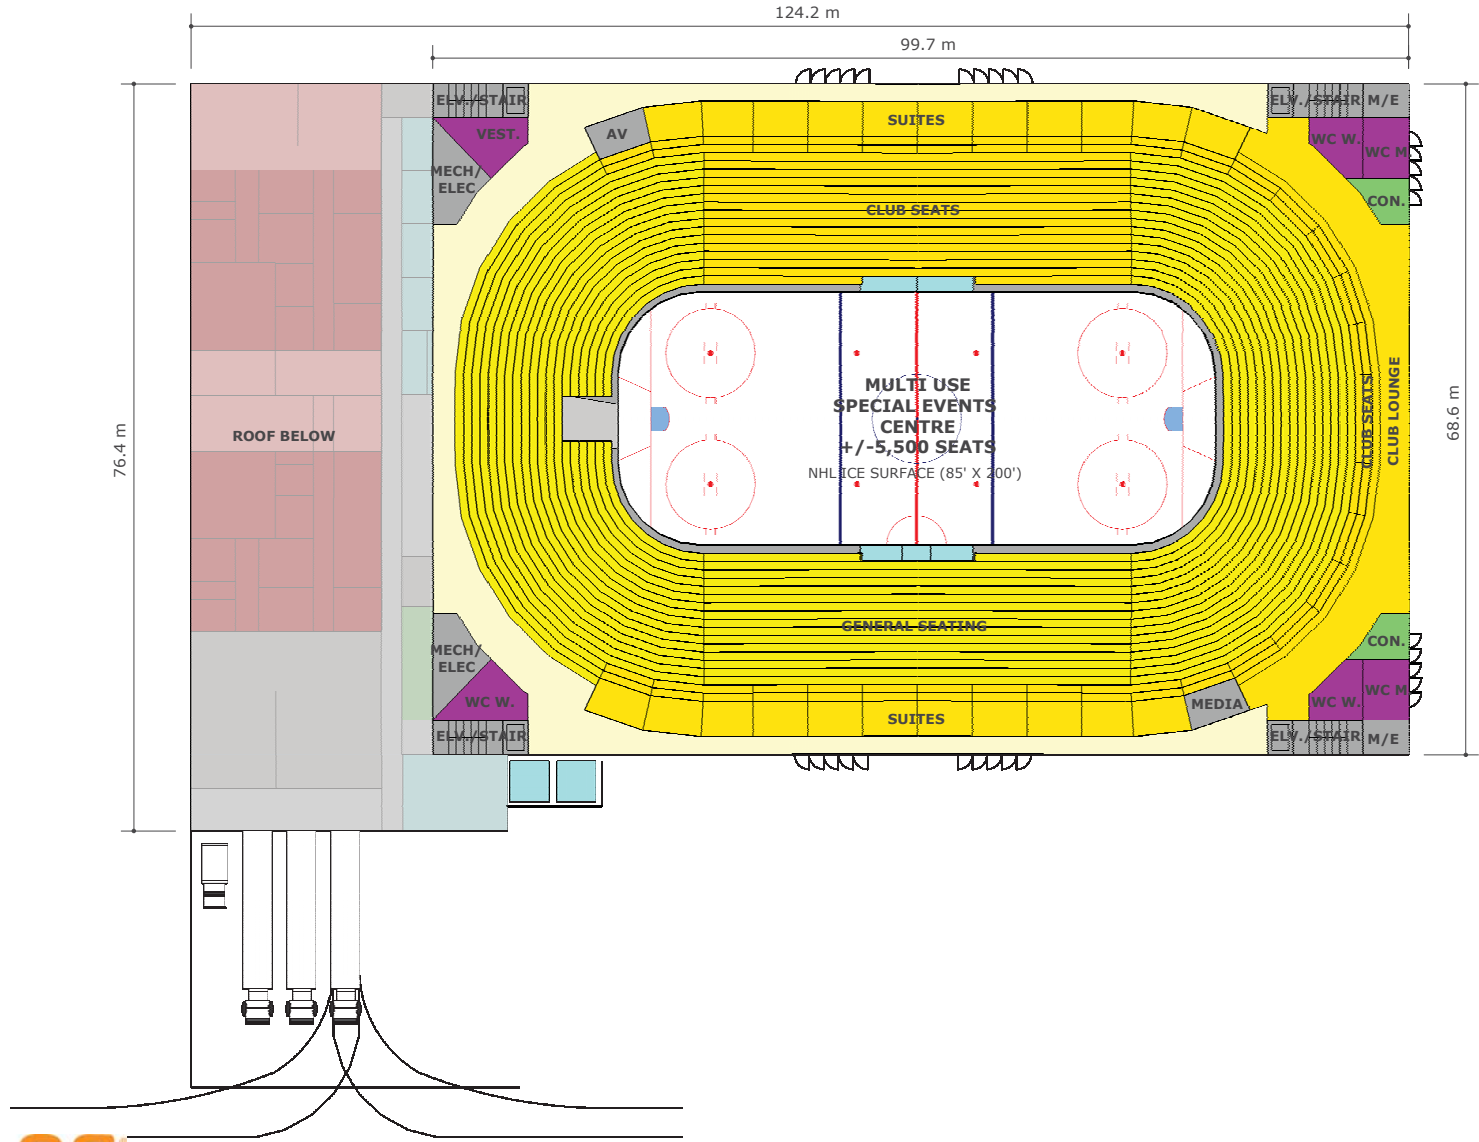 124.2 m
99.7 m
ELV./STAIR
ELV./STAIR
M/E
SUITES
AV
VEST.
WC W.
WC M.
MECH/
ELEC
CON.
CLUB SEATS
MULTI USE
SPECIAL EVENTS
CENTRE
+/-5,500 SEATS
NHL ICE SURFACE (85' X 200')
CLUB SEATS
CLUB LOUNGE
68.6 m
76.4 m
ROOF BELOW
GENERAL SEATING
CON.
MECH/
ELEC
WC W.
SUITES
MEDIA
WC W.
WC M.
ELV./STAIR
ELV./STAIR
M/E